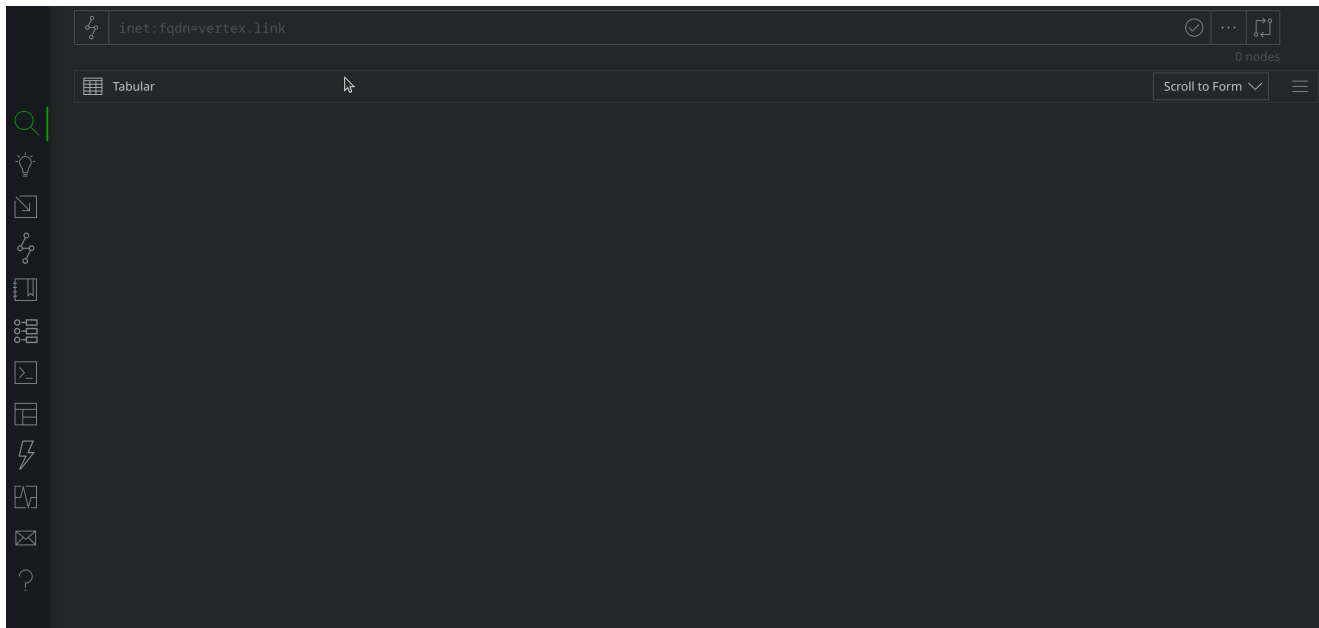 inet:fqdn=vertex.link
0 nodes
Tabular
Scroll to Form